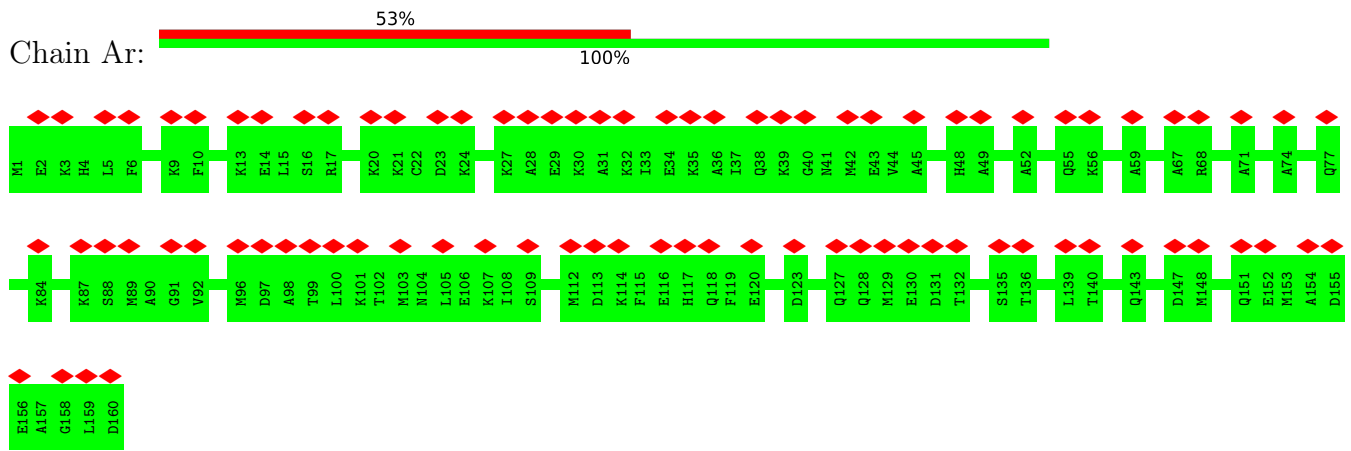 53%
Chain Ar:
100%
M1 E2 K3 H4 L5 F6 K9 F10 K13 E14 L15 S16 R17 K20 K21 C22 D23 K24 K27 A28 E29 K30 A31 K32 I33 E34 K35 A36 I37 Q38 K39 G40 N41 M42 E43 V44 A45 H48 A49 A52 Q55 K56 A59 A67 R68 A71 A74 Q77
K84 K87 S88 M89 A90 G91 V92 M96 D97 A98 T99 L100 K101 T102 M103 N104 L105 E106 K107 I108 S109 M112 D113 K114 F115 E116 H117 Q118 F119 E120 D123 Q127 Q128 M129 E130 D131 T132 S135 T136 L139 T140 Q143 D147 M148 Q151 E152 M153 A154 D155
E156 A157 G158 L159 D160